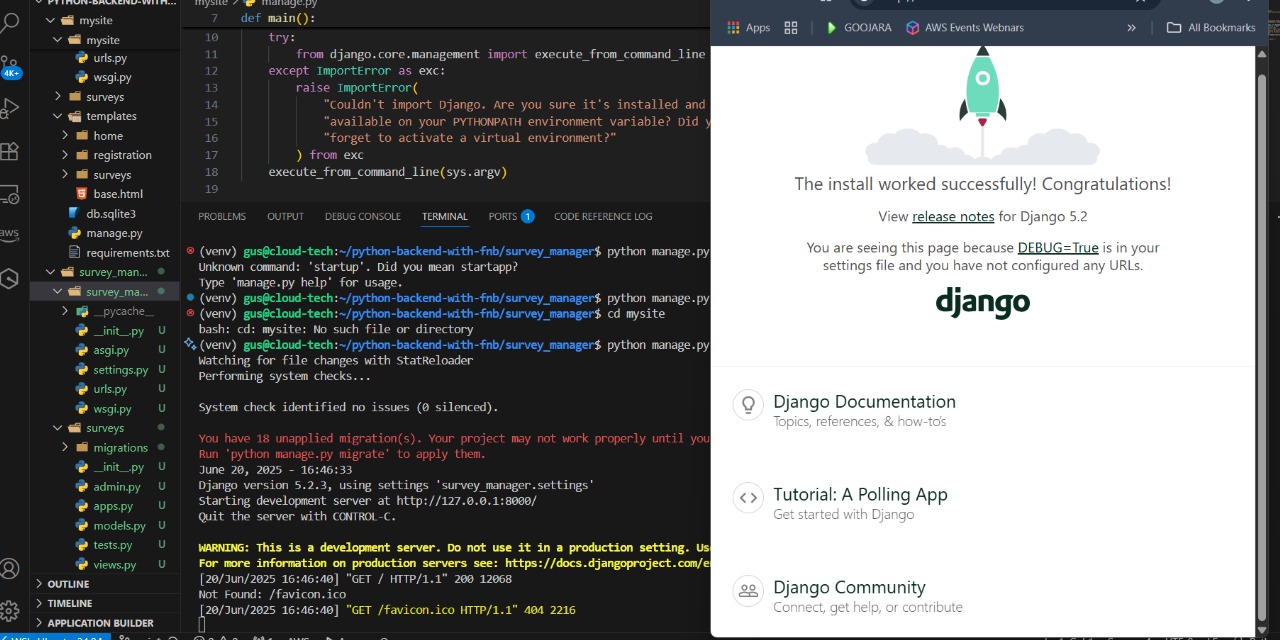 PYTHON-BACKEND-WITH...
mysite
mysite
urls.py
wsgi.py
surveys
templates
home
registration
surveys
base.html
db.sqlite3
manage.py
requirements.txt
survey_man...
survey_ma...
__pycache__
__init__.py U
asgi.py U
settings.py U
urls.py U
wsgi.py U
surveys
migrations
__init__.py U
admin.py U
apps.py U
models.py U
tests.py U
views.py U
OUTLINE
TIMELINE
APPLICATION BUILDER
4K+
aws
mysite > manage.py
7 def main():
10 try:
11 from django.core.management import execute_from_command_line
12 except ImportError as exc:
13 raise ImportError(
14 "Couldn't import Django. Are you sure it's installed and
15 "available on your PYTHONPATH environment variable? Did y
16 "forget to activate a virtual environment?"
17 ) from exc
18 execute_from_command_line(sys.argv)
19
PROBLEMS OUTPUT DEBUG CONSOLE TERMINAL PORTS 1 CODE REFERENCE LOG
(venv) gus@cloud-tech:~/python-backend-with-fnb/survey_manager$ python manage.py
Unknown command: 'startup'. Did you mean startapp?
Type 'manage.py help' for usage.
(venv) gus@cloud-tech:~/python-backend-with-fnb/survey_manager$ python manage.py
(venv) gus@cloud-tech:~/python-backend-with-fnb/survey_manager$ cd mysite
bash: cd: mysite: No such file or directory
(venv) gus@cloud-tech:~/python-backend-with-fnb/survey_manager$ python manage.py
Watching for file changes with StatReloader
Performing system checks...
System check identified no issues (0 silenced).
You have 18 unapplied migration(s). Your project may not work properly until you
Run 'python manage.py migrate' to apply them.
June 20, 2025 - 16:46:33
Django version 5.2.3, using settings 'survey_manager.settings'
Starting development server at http://127.0.0.1:8000/
Quit the server with CONTROL-C.
WARNING: This is a development server. Do not use it in a production setting. Us
For more information on production servers see: https://docs.djangoproject.com/e
[20/Jun/2025 16:46:40] "GET / HTTP/1.1" 200 12068
Not Found: /favicon.ico
[20/Jun/2025 16:46:40] "GET /favicon.ico HTTP/1.1" 404 2216
Apps GOOJARA AWS Events Webnars » All Bookmarks
The install worked successfully! Congratulations!
View release notes for Django 5.2
You are seeing this page because DEBUG=True is in your
settings file and you have not configured any URLs.
django
Django Documentation
Topics, references, & how-to's
Tutorial: A Polling App
Get started with Django
Django Community
Connect, get help, or contribute